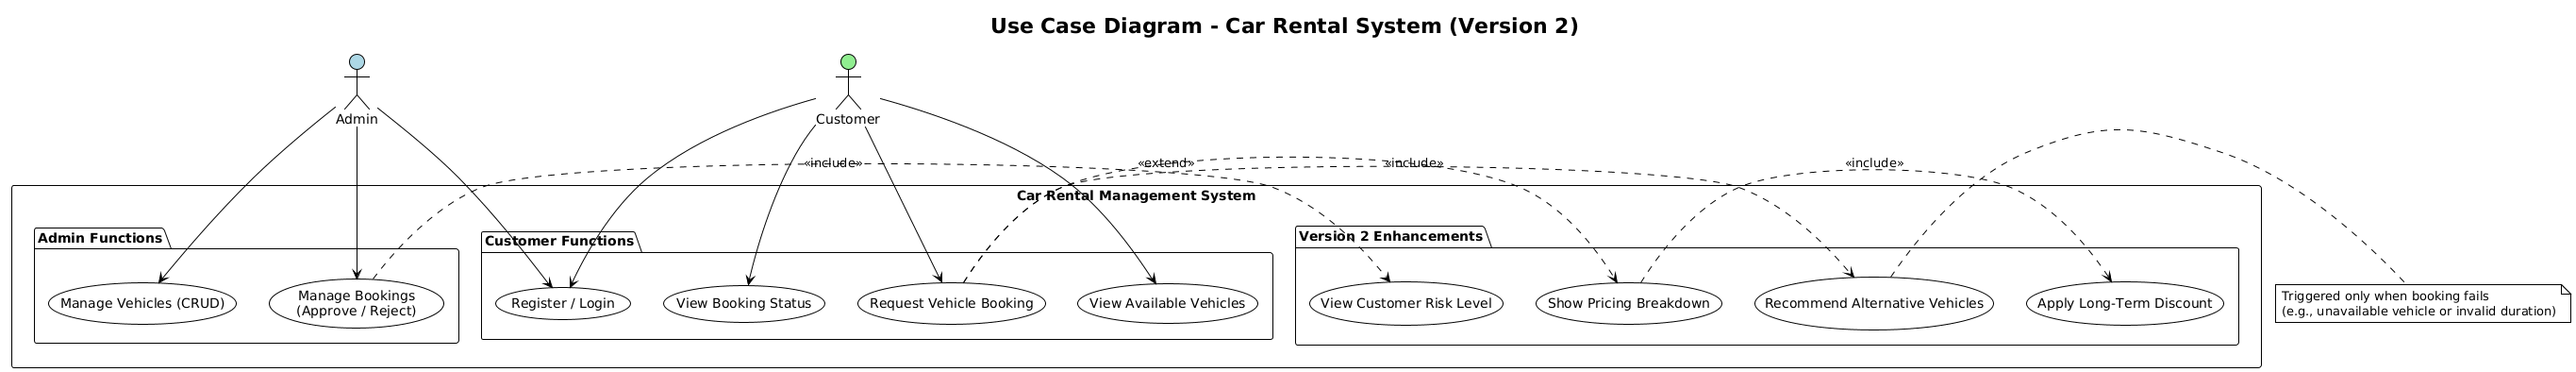 Use Case Diagram - Car Rental System (Version 2)
Admin
Customer
«include»
«extend»
«include»
«include»
Car Rental Management System
Admin Functions
Customer Functions
Version 2 Enhancements
Manage Vehicles (CRUD)
Manage Bookings
(Approve / Reject)
Register / Login
View Booking Status
Request Vehicle Booking
View Available Vehicles
View Customer Risk Level
Show Pricing Breakdown
Recommend Alternative Vehicles
Apply Long-Term Discount
Triggered only when booking fails
(e.g., unavailable vehicle or invalid duration)